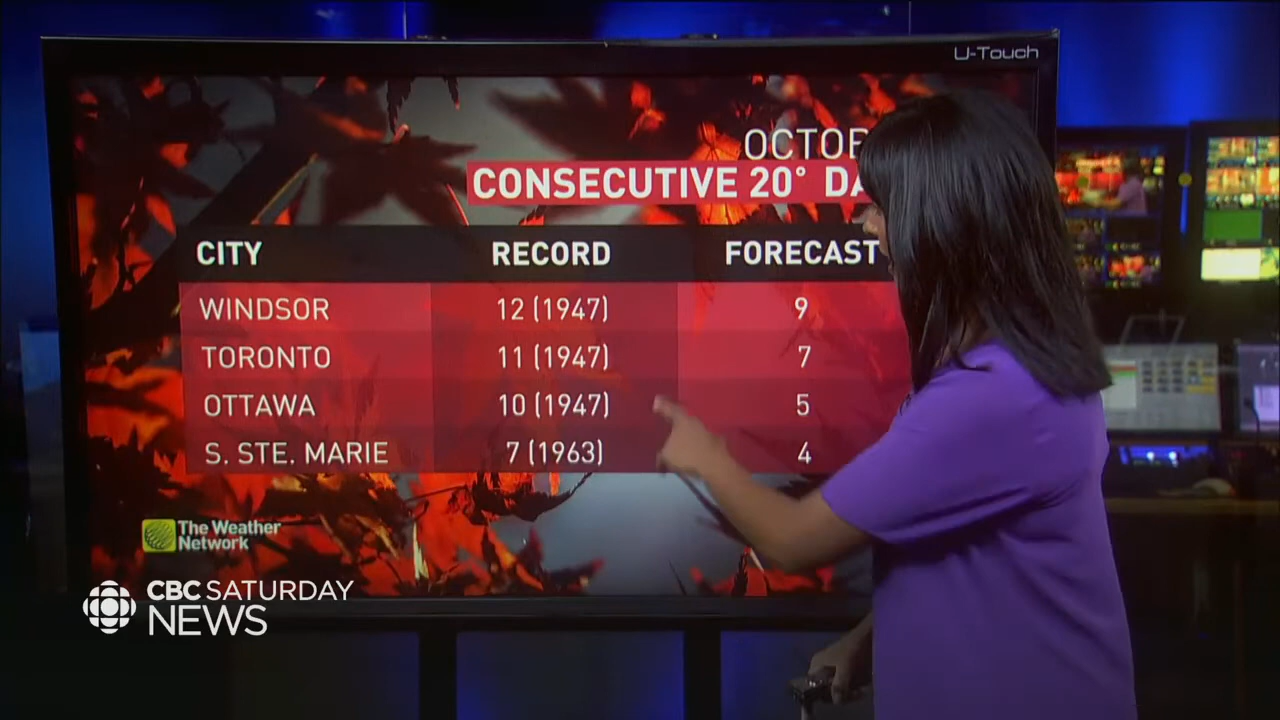 U-Touch
OCTOB
CONSECUTIVE 20° DA
CITY RECORD FORECAST
WINDSOR 12 (1947) 9
TORONTO 11 (1947) 7
OTTAWA 10 (1947) 5
S. STE. MARIE 7 (1963) 4
The Weather
Network
CBC SATURDAY
NEWS